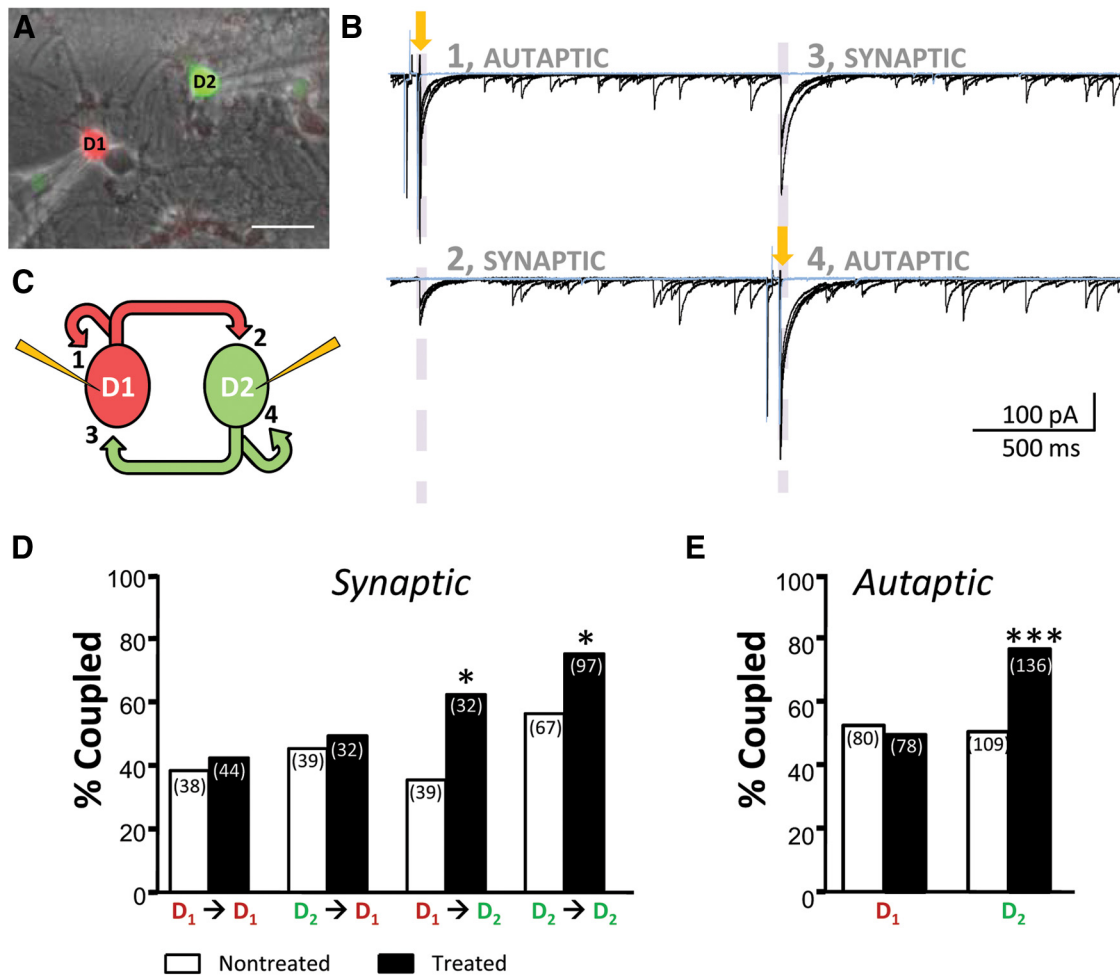 A
D2
D1
B
1, AUTAPTIC
3, SYNAPTIC
2, SYNAPTIC
4, AUTAPTIC
100 pA
500 ms
C
1
2
D1
D2
3
4
D
Synaptic
% Coupled
100
80
60
40
20
0
(38)
(44)
(39)
(32)
(39)
*
(32)
(67)
*
(97)
D1 → D1
D2 → D1
D1 → D2
D2 → D2
Nontreated
Treated
E
Autaptic
% Coupled
100
80
60
40
20
0
(80)
(78)
(109)
***
(136)
D1
D2